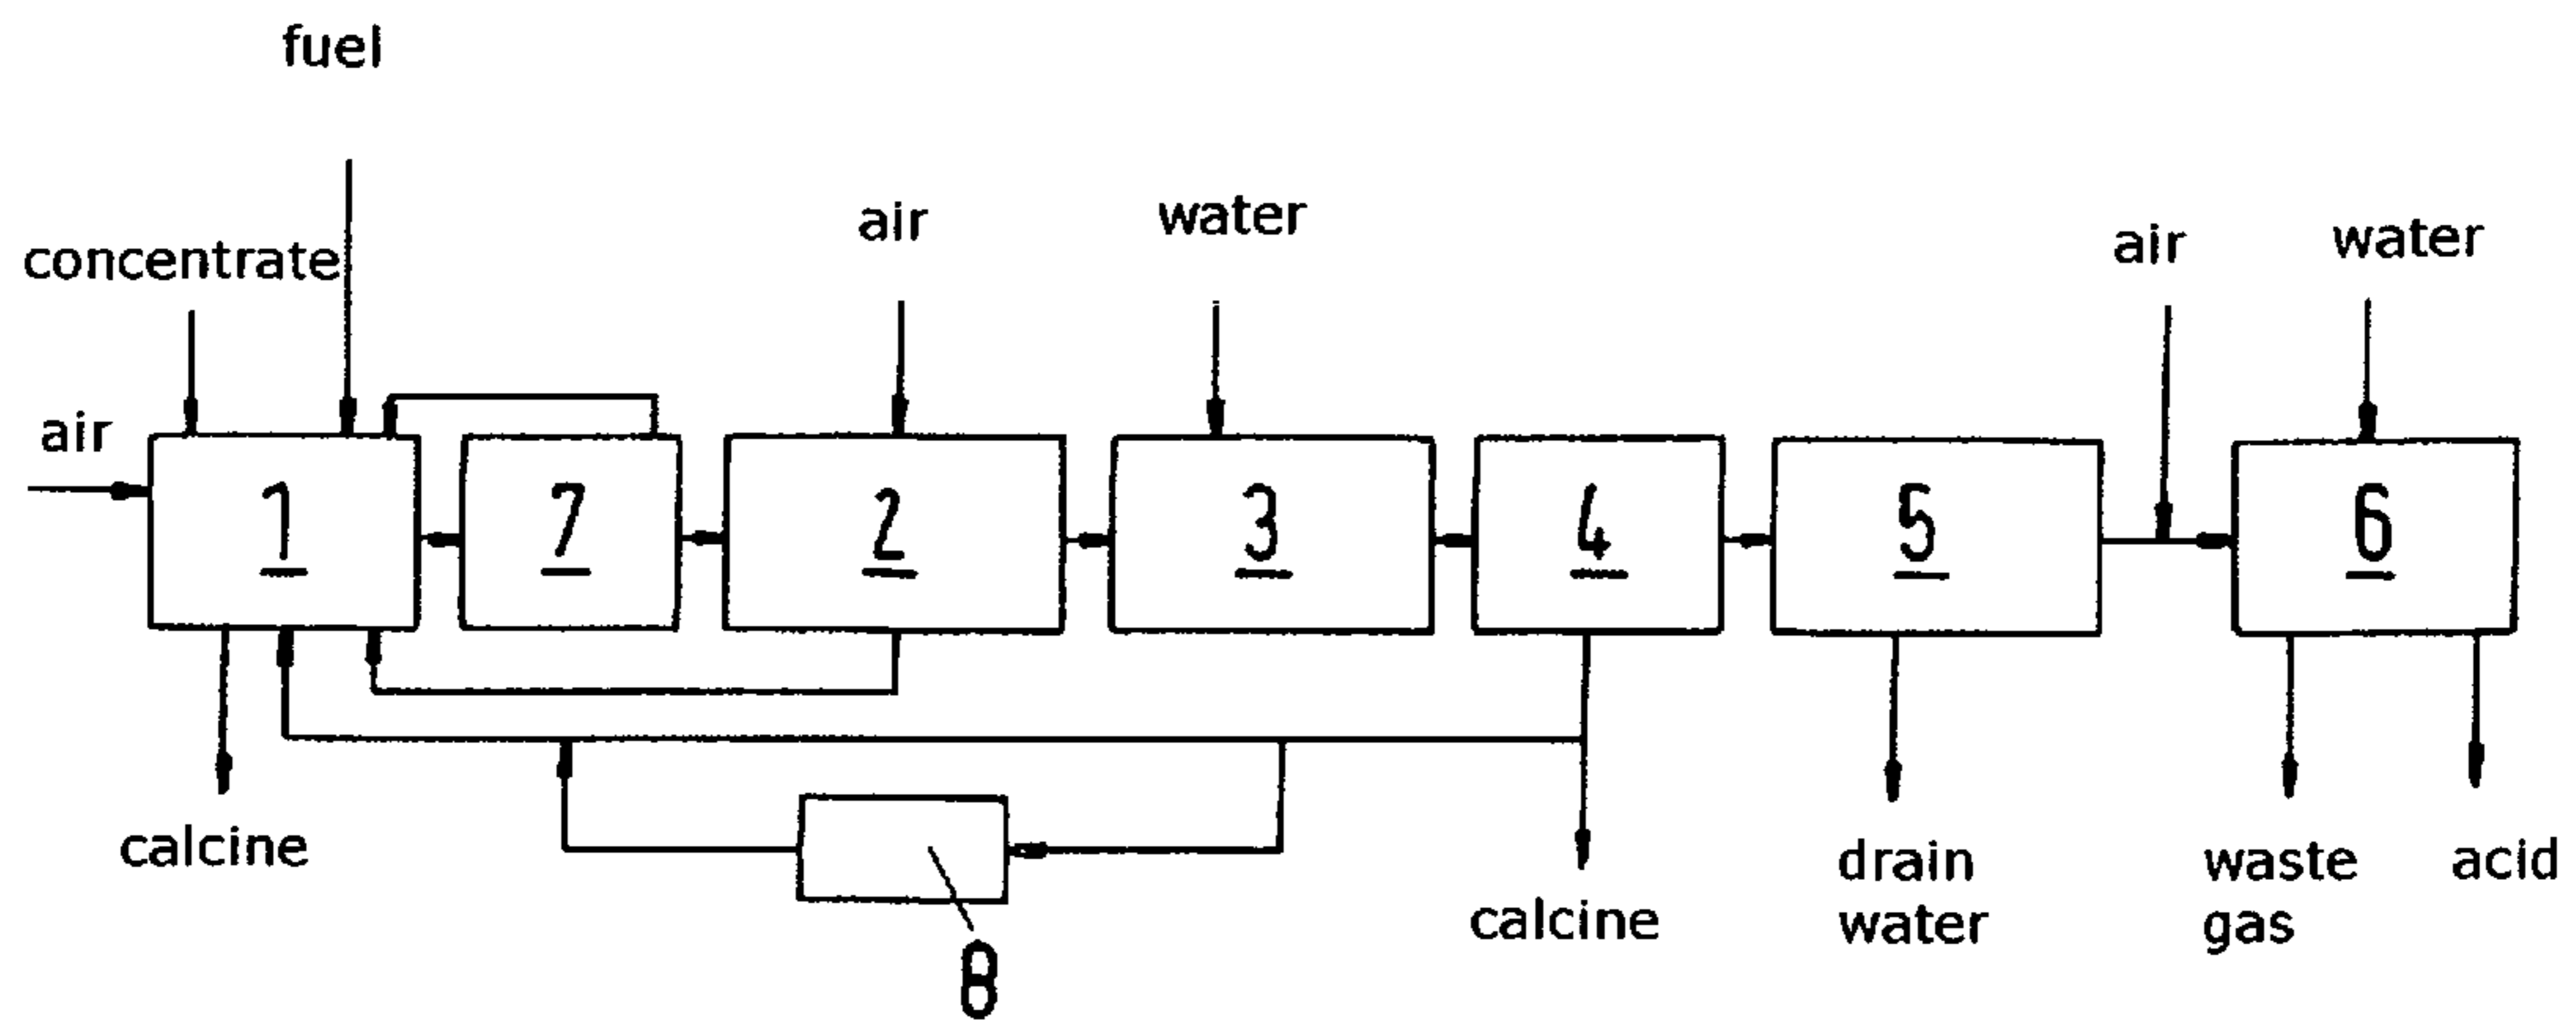 fuel
air
water
air
water
concentrate
air
1
7
2
3
4
5
6
calcine
drain
water
waste
gas
acid
calcine
8